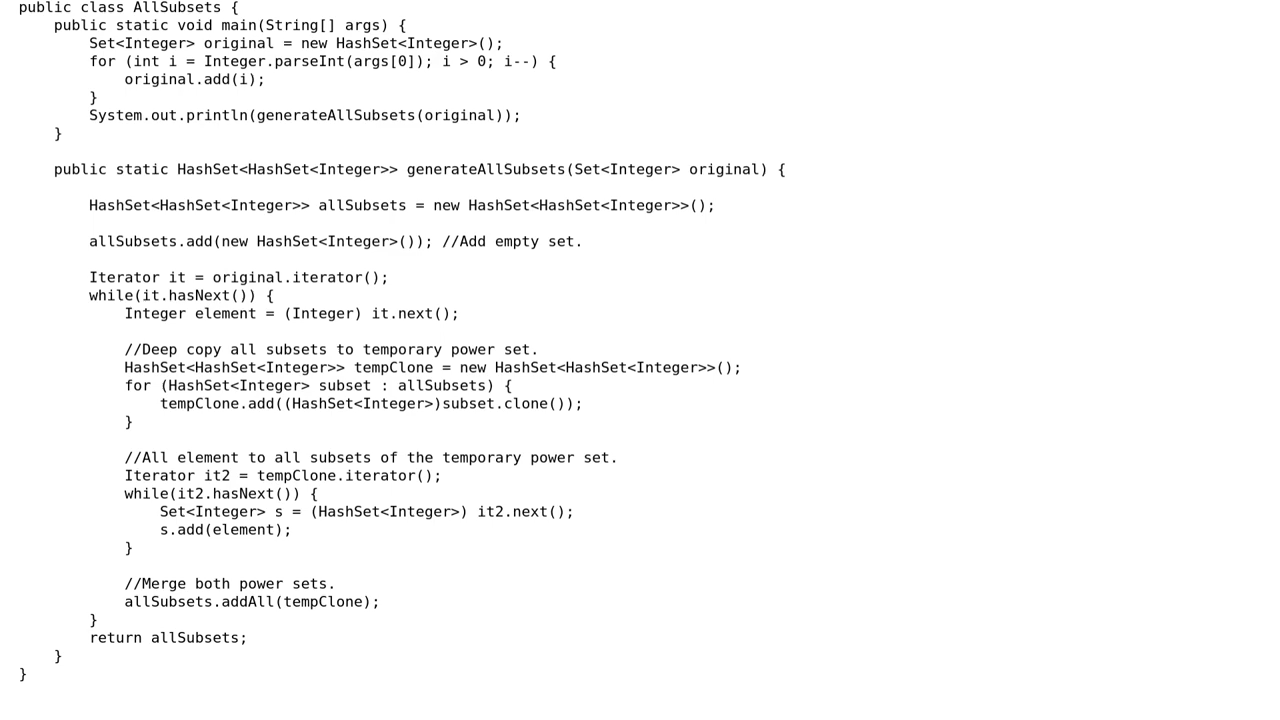 public class AllSubsets {
    public static void main(String[] args) {
        Set<Integer> original = new HashSet<Integer>();
        for (int i = Integer.parseInt(args[0]); i > 0; i--) {
            original.add(i);
        }
        System.out.println(generateAllSubsets(original));
    }

    public static HashSet<HashSet<Integer>> generateAllSubsets(Set<Integer> original) {

        HashSet<HashSet<Integer>> allSubsets = new HashSet<HashSet<Integer>>();

        allSubsets.add(new HashSet<Integer>()); //Add empty set.

        Iterator it = original.iterator();
        while(it.hasNext()) {
            Integer element = (Integer) it.next();

            //Deep copy all subsets to temporary power set.
            HashSet<HashSet<Integer>> tempClone = new HashSet<HashSet<Integer>>();
            for (HashSet<Integer> subset : allSubsets) {
                tempClone.add((HashSet<Integer>)subset.clone());
            }

            //All element to all subsets of the temporary power set.
            Iterator it2 = tempClone.iterator();
            while(it2.hasNext()) {
                Set<Integer> s = (HashSet<Integer>) it2.next();
                s.add(element);
            }

            //Merge both power sets.
            allSubsets.addAll(tempClone);
        }
        return allSubsets;
    }
}